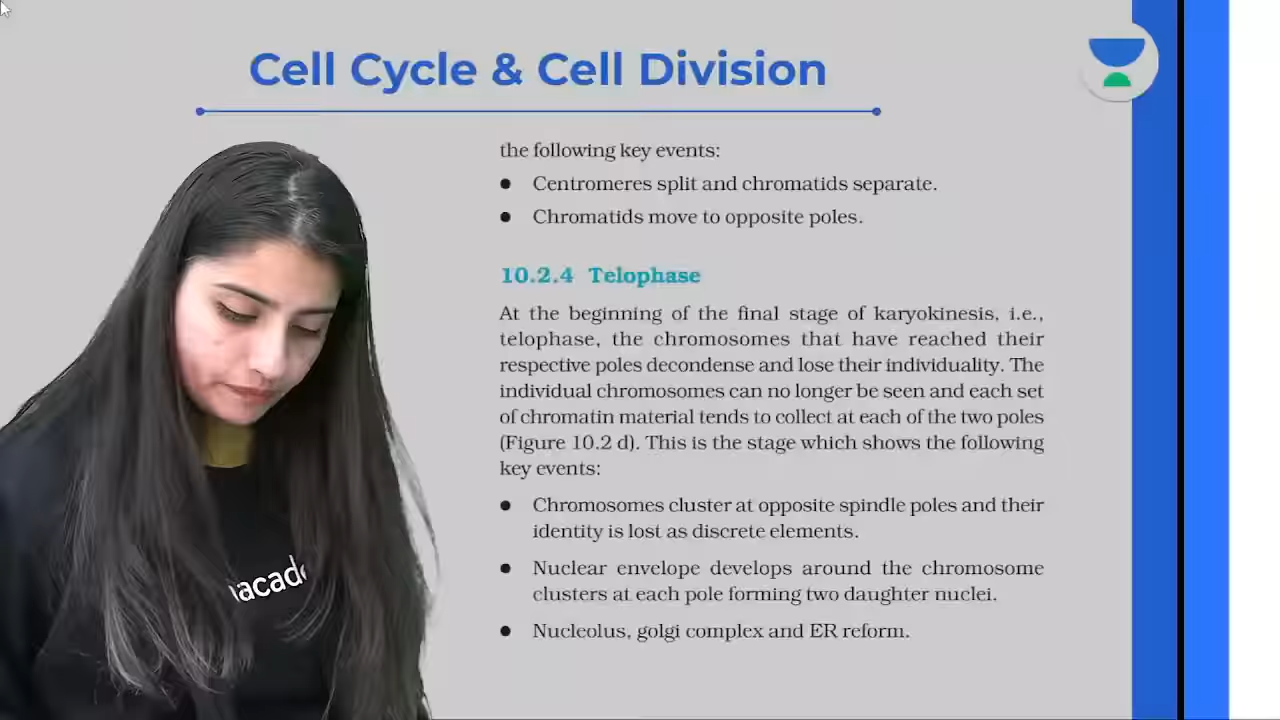 Cell Cycle & Cell Division
the following key events:
● Centromeres split and chromatids separate.
● Chromatids move to opposite poles.
10.2.4 Telophase
At the beginning of the final stage of karyokinesis, i.e.,
telophase, the chromosomes that have reached their
respective poles decondense and lose their individuality. The
individual chromosomes can no longer be seen and each set
of chromatin material tends to collect at each of the two poles
(Figure 10.2 d). This is the stage which shows the following
key events:
● Chromosomes cluster at opposite spindle poles and their
identity is lost as discrete elements.
● Nuclear envelope develops around the chromosome
clusters at each pole forming two daughter nuclei.
● Nucleolus, golgi complex and ER reform.